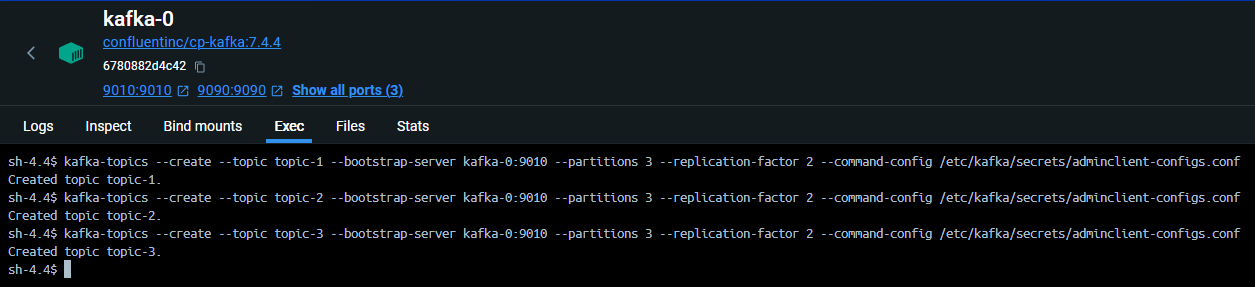 kafka-0
confluentinc/cp-kafka:7.4.4
6780882d4c42
9010:9010 9090:9090 Show all ports (3)
Logs Inspect Bind mounts Exec Files Stats
sh-4.4$ kafka-topics --create --topic topic-1 --bootstrap-server kafka-0:9010 --partitions 3 --replication-factor 2 --command-config /etc/kafka/secrets/adminclient-configs.conf
Created topic topic-1.
sh-4.4$ kafka-topics --create --topic topic-2 --bootstrap-server kafka-0:9010 --partitions 3 --replication-factor 2 --command-config /etc/kafka/secrets/adminclient-configs.conf
Created topic topic-2.
sh-4.4$ kafka-topics --create --topic topic-3 --bootstrap-server kafka-0:9010 --partitions 3 --replication-factor 2 --command-config /etc/kafka/secrets/adminclient-configs.conf
Created topic topic-3.
sh-4.4$